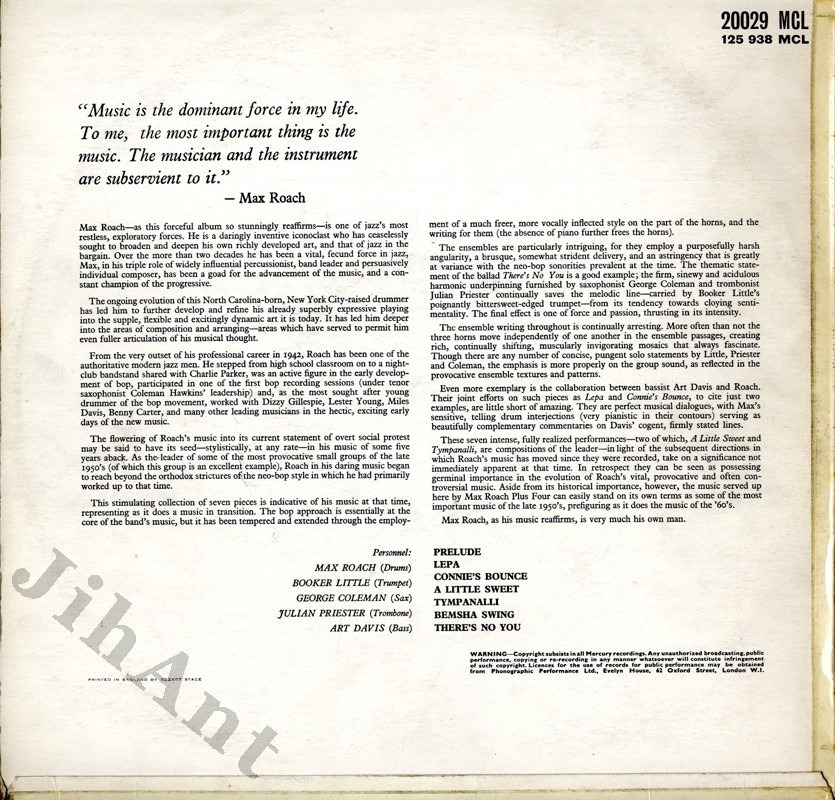 20029 MCL
125 938 MCL
“Music is the dominant force in my life.
To me, the most important thing is the
music. The musician and the instrument
are subservient to it.”
— Max Roach
Max Roach—as this forceful album so stunningly reaffirms—is one of jazz's most
restless, exploratory forces. He is a daringly inventive iconoclast who has ceaselessly
sought to broaden and deepen his own richly developed art, and that of jazz in the
bargain. Over the more than two decades he has been a vital, fecund force in jazz,
Max, in his triple role of widely influential percussionist, band leader and persuasively
individual composer, has been a goad for the advancement of the music, and a con-
stant champion of the progressive.
The ongoing evolution of this North Carolina-born, New York City-raised drummer
has led him to further develop and refine his already superbly expressive playing
into the supple, flexible and excitingly dynamic art it is today. It has led him deeper
into the areas of composition and arranging—areas which have served to permit him
even fuller articulation of his musical thought.
From the very outset of his professional career in 1942, Roach has been one of the
authoritative modern jazz men. He stepped from high school classroom on to a night-
club bandstand shared with Charlie Parker, was an active figure in the early develop-
ment of bop, participated in one of the first bop recording sessions (under tenor
saxophonist Coleman Hawkins' leadership) and, as the most sought after young
drummer of the bop movement, worked with Dizzy Gillespie, Lester Young, Miles
Davis, Benny Carter, and many other leading musicians in the hectic, exciting early
days of the new music.
The flowering of Roach's music into its current statement of overt social protest
may be said to have its seed—stylistically, at any rate—in his music of some five
years aback. As the leader of some of the most provocative small groups of the late
1950's (of which this group is an excellent example), Roach in his daring music began
to reach beyond the orthodox strictures of the neo-bop style in which he had primarily
worked up to that time.
This stimulating collection of seven pieces is indicative of his music at that time,
representing as it does a music in transition. The bop approach is essentially at the
core of the band's music, but it has been tempered and extended through the employ-
ment of a much freer, more vocally inflected style on the part of the horns, and the
writing for them (the absence of piano further frees the horns).
The ensembles are particularly intriguing, for they employ a purposefully harsh
angularity, a brusque, somewhat strident delivery, and an astringency that is greatly
at variance with the neo-bop sonorities prevalent at the time. The thematic state-
ment of the ballad There's No You is a good example; the firm, sinewy and acidulous
harmonic underpinning furnished by saxophonist George Coleman and trombonist
Julian Priester continually saves the melodic line—carried by Booker Little's
poignantly bittersweet-edged trumpet—from its tendency towards cloying senti-
mentality. The final effect is one of force and passion, thrusting in its intensity.
The ensemble writing throughout is continually arresting. More often than not the
three horns move independently of one another in the ensemble passages, creating
rich, continually shifting, muscularly invigorating mosaics that always fascinate.
Though there are any number of concise, pungent solo statements by Little, Priester
and Coleman, the emphasis is more properly on the group sound, as reflected in the
provocative ensemble textures and patterns.
Even more exemplary is the collaboration between bassist Art Davis and Roach.
Their joint efforts on such pieces as Lepa and Connie's Bounce, to cite just two
examples, are little short of amazing. They are perfect musical dialogues, with Max's
sensitive, telling drum interjections (very pianistic in their contours) serving as
beautifully complementary commentaries on Davis' cogent, firmly stated lines.
These seven intense, fully realized performances—two of which, A Little Sweet and
Tympanalli, are compositions of the leader—in light of the subsequent directions in
which Roach's music has moved since they were recorded, take on a significance not
immediately apparent at that time. In retrospect they can be seen as possessing
germinal importance in the evolution of Roach's vital, provocative and often con-
troversial music. Aside from its historical importance, however, the music served up
here by Max Roach Plus Four can easily stand on its own terms as some of the most
important music of the late 1950's, prefiguring as it does the music of the '60's.
Max Roach, as his music reaffirms, is very much his own man.
Personnel:
MAX ROACH (Drums)
BOOKER LITTLE (Trumpet)
GEORGE COLEMAN (Sax)
JULIAN PRIESTER (Trombone)
ART DAVIS (Bass)
PRELUDE
LEPA
CONNIE'S BOUNCE
A LITTLE SWEET
TYMPANALLI
BEMSHA SWING
THERE'S NO YOU
WARNING—Copyright subsists in all Mercury recordings. Any unauthorized broadcasting, public
performance, copying or re-recording in any manner whatsoever will constitute infringement
of such copyright. Licences for the use of records for public performance may be obtained
from Phonographic Performance Ltd., Evelyn House, 62 Oxford Street, London W.1.
PRINTED IN ENGLAND BY ROBERT STACE
JihAnt